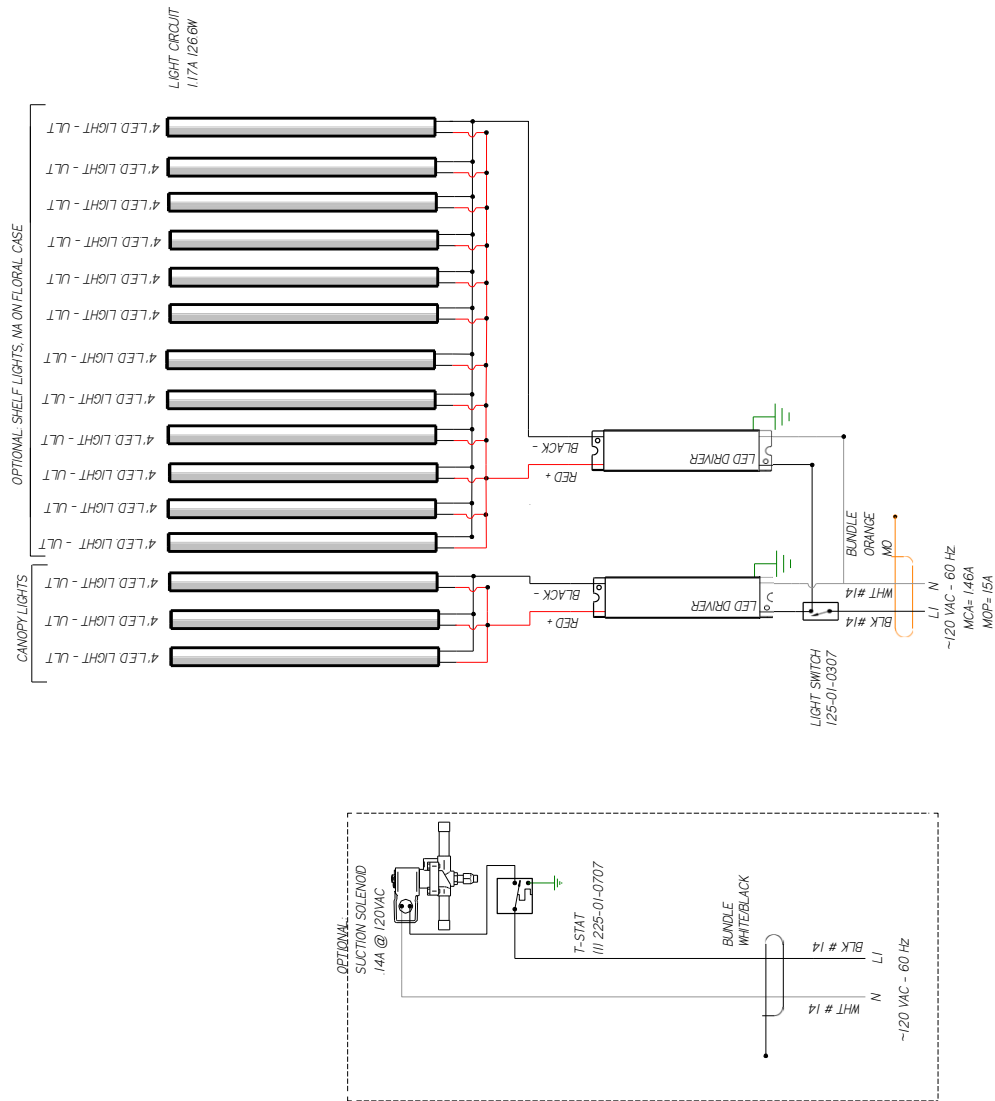 LIGHT CIRCUIT
1.17A 126.6W
OPTIONAL: SHELF LIGHTS, NA ON FLORAL CASE
4' LED LIGHT - ULT
4' LED LIGHT - ULT
4' LED LIGHT - ULT
4' LED LIGHT - ULT
4' LED LIGHT - ULT
4' LED LIGHT - ULT
4' LED LIGHT - ULT
4' LED LIGHT - ULT
4' LED LIGHT - ULT
4' LED LIGHT - ULT
4' LED LIGHT - ULT
4' LED LIGHT - ULT
CANOPY LIGHTS
4' LED LIGHT - ULT
4' LED LIGHT - ULT
4' LED LIGHT - ULT
BLACK -
RED +
LED DRIVER
BLACK -
RED +
LED DRIVER
BUNDLE
ORANGE
MO
WHT #14
N
BLK #14
L1
~120 VAC - 60 Hz
MCA= 1.46A
MOP= 15A
LIGHT SWITCH
125-01-0307
OPTIONAL:
SUCTION SOLENOID
.14A @ 120VAC
T-STAT
111 225-01-0707
BUNDLE
WHITE/BLACK
BLK # 14
L1
WHT # 14
N
~120 VAC - 60 Hz